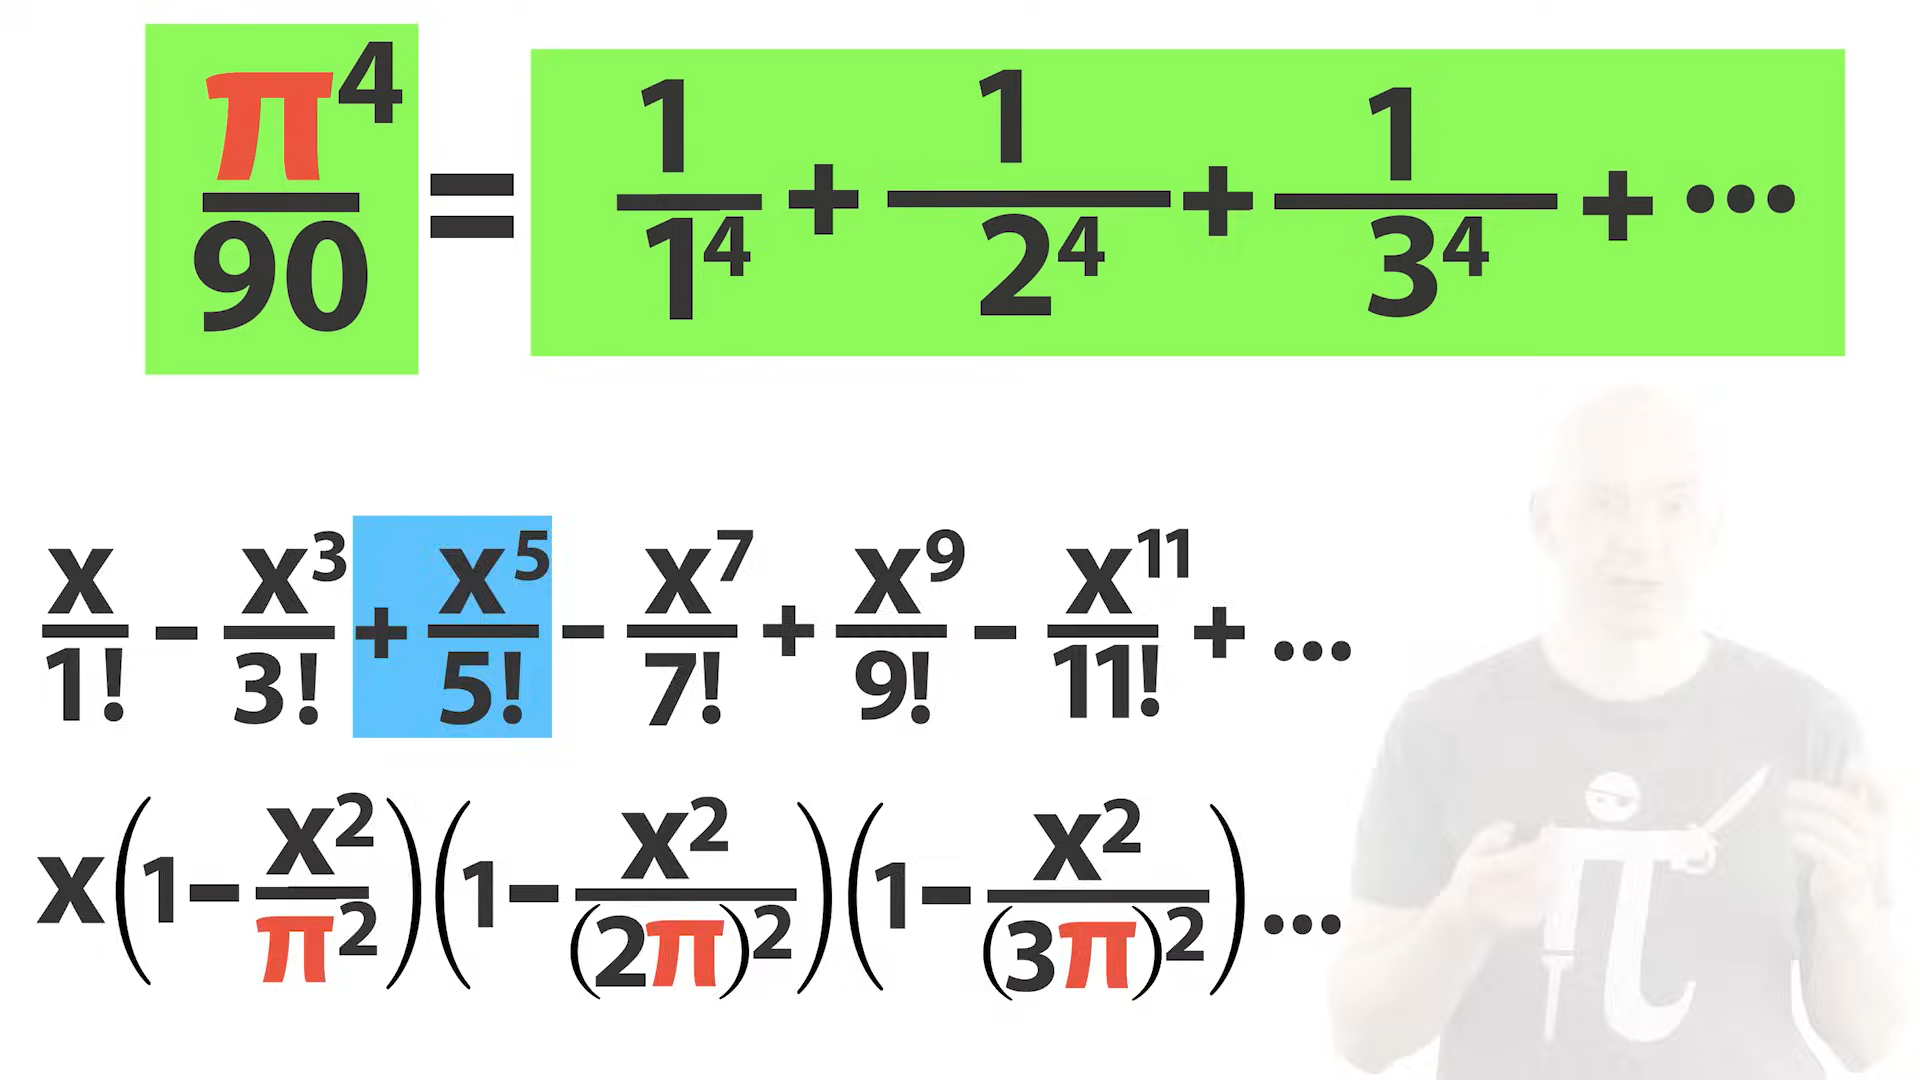 π⁴/90 = 1/1⁴ + 1/2⁴ + 1/3⁴ + ···
x/1! - x³/3! + x⁵/5! - x⁷/7! + x⁹/9! - x¹¹/11! + ...
x(1-x²/π²)(1-x²/(2π)²)(1-x²/(3π)²)...
π